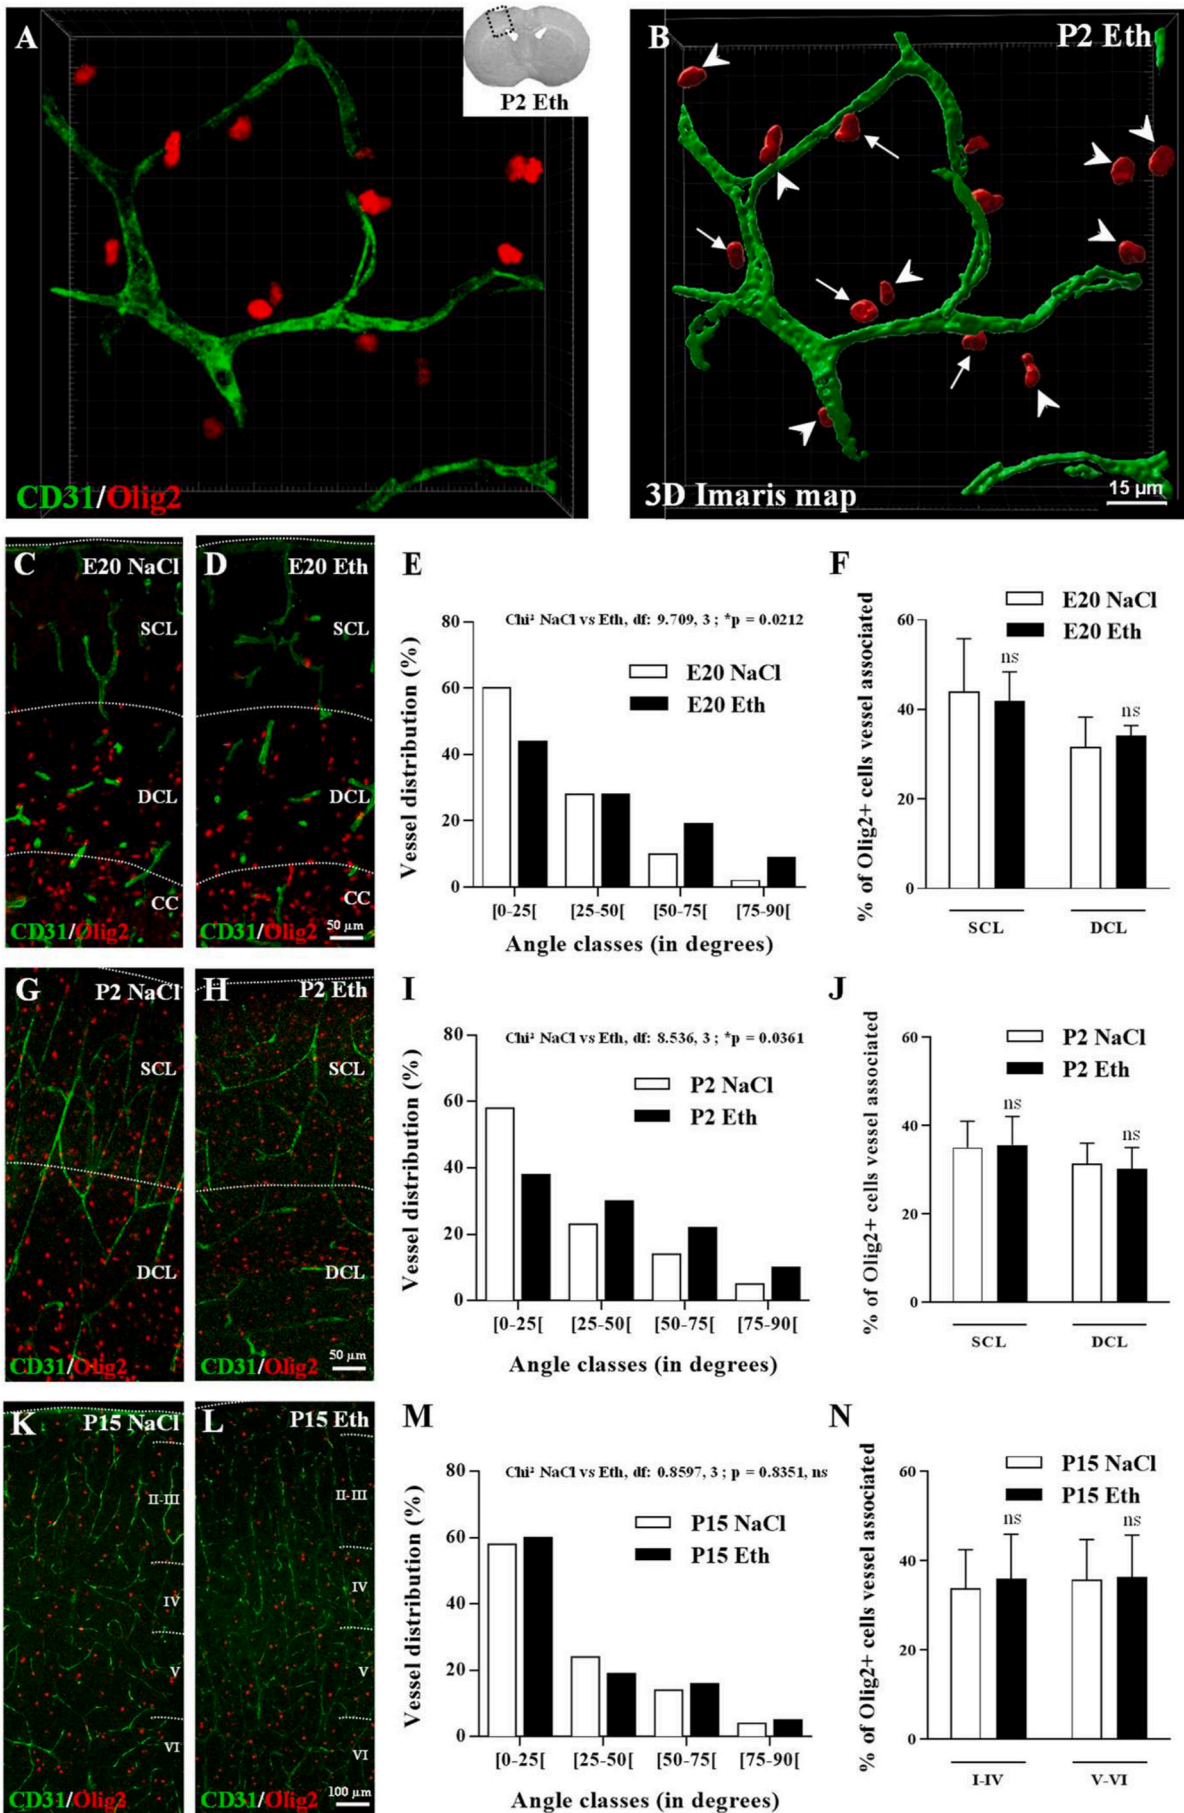 A
P2 Eth
B
P2 Eth
CD31/Olig2
3D Imaris map
15 µm
C
E20 NaCl
SCL
DCL
CC
CD31/Olig2
D
E20 Eth
SCL
DCL
CC
CD31/Olig2
50 µm
E
Chi² NaCl vs Eth, df: 9.709, 3 ; *p = 0.0212
E20 NaCl
E20 Eth
Vessel distribution (%)
80
60
40
20
0
[0-25[
[25-50[
[50-75[
[75-90[
Angle classes (in degrees)
F
E20 NaCl
E20 Eth
% of Olig2+ cells vessel associated
60
40
20
0
ns
ns
SCL
DCL
G
P2 NaCl
SCL
DCL
CD31/Olig2
H
P2 Eth
SCL
DCL
CD31/Olig2
50 µm
I
Chi² NaCl vs Eth, df: 8.536, 3 ; *p = 0.0361
P2 NaCl
P2 Eth
Vessel distribution (%)
80
60
40
20
0
[0-25[
[25-50[
[50-75[
[75-90[
Angle classes (in degrees)
J
P2 NaCl
P2 Eth
% of Olig2+ cells vessel associated
60
40
20
0
ns
ns
SCL
DCL
K
P15 NaCl
II-III
IV
V
VI
CD31/Olig2
L
P15 Eth
II-III
IV
V
VI
CD31/Olig2
100 µm
M
Chi² NaCl vs Eth, df: 0.8597, 3 ; p = 0.8351, ns
P15 NaCl
P15 Eth
Vessel distribution (%)
80
60
40
20
0
[0-25[
[25-50[
[50-75[
[75-90[
Angle classes (in degrees)
N
P15 NaCl
P15 Eth
% of Olig2+ cells vessel associated
60
40
20
0
ns
ns
I-IV
V-VI